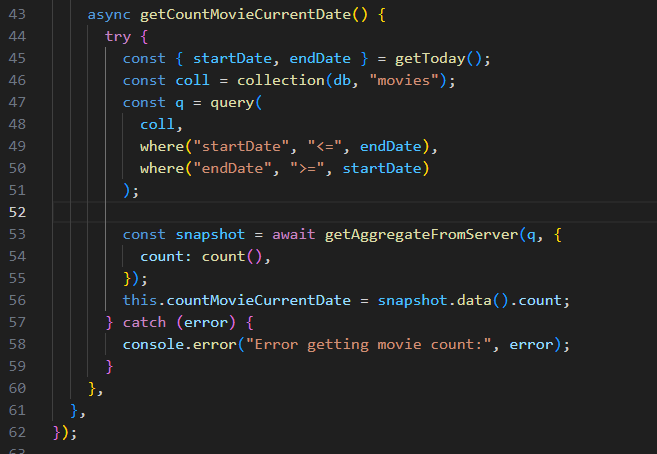 43 async getCountMovieCurrentDate() {
44 try {
45 const { startDate, endDate } = getToday();
46 const coll = collection(db, "movies");
47 const q = query(
48 coll,
49 where("startDate", "<=", endDate),
50 where("endDate", ">=", startDate)
51 );
52
53 const snapshot = await getAggregateFromServer(q, {
54 count: count(),
55 });
56 this.countMovieCurrentDate = snapshot.data().count;
57 } catch (error) {
58 console.error("Error getting movie count:", error);
59 }
60 },
61 },
62 });
63